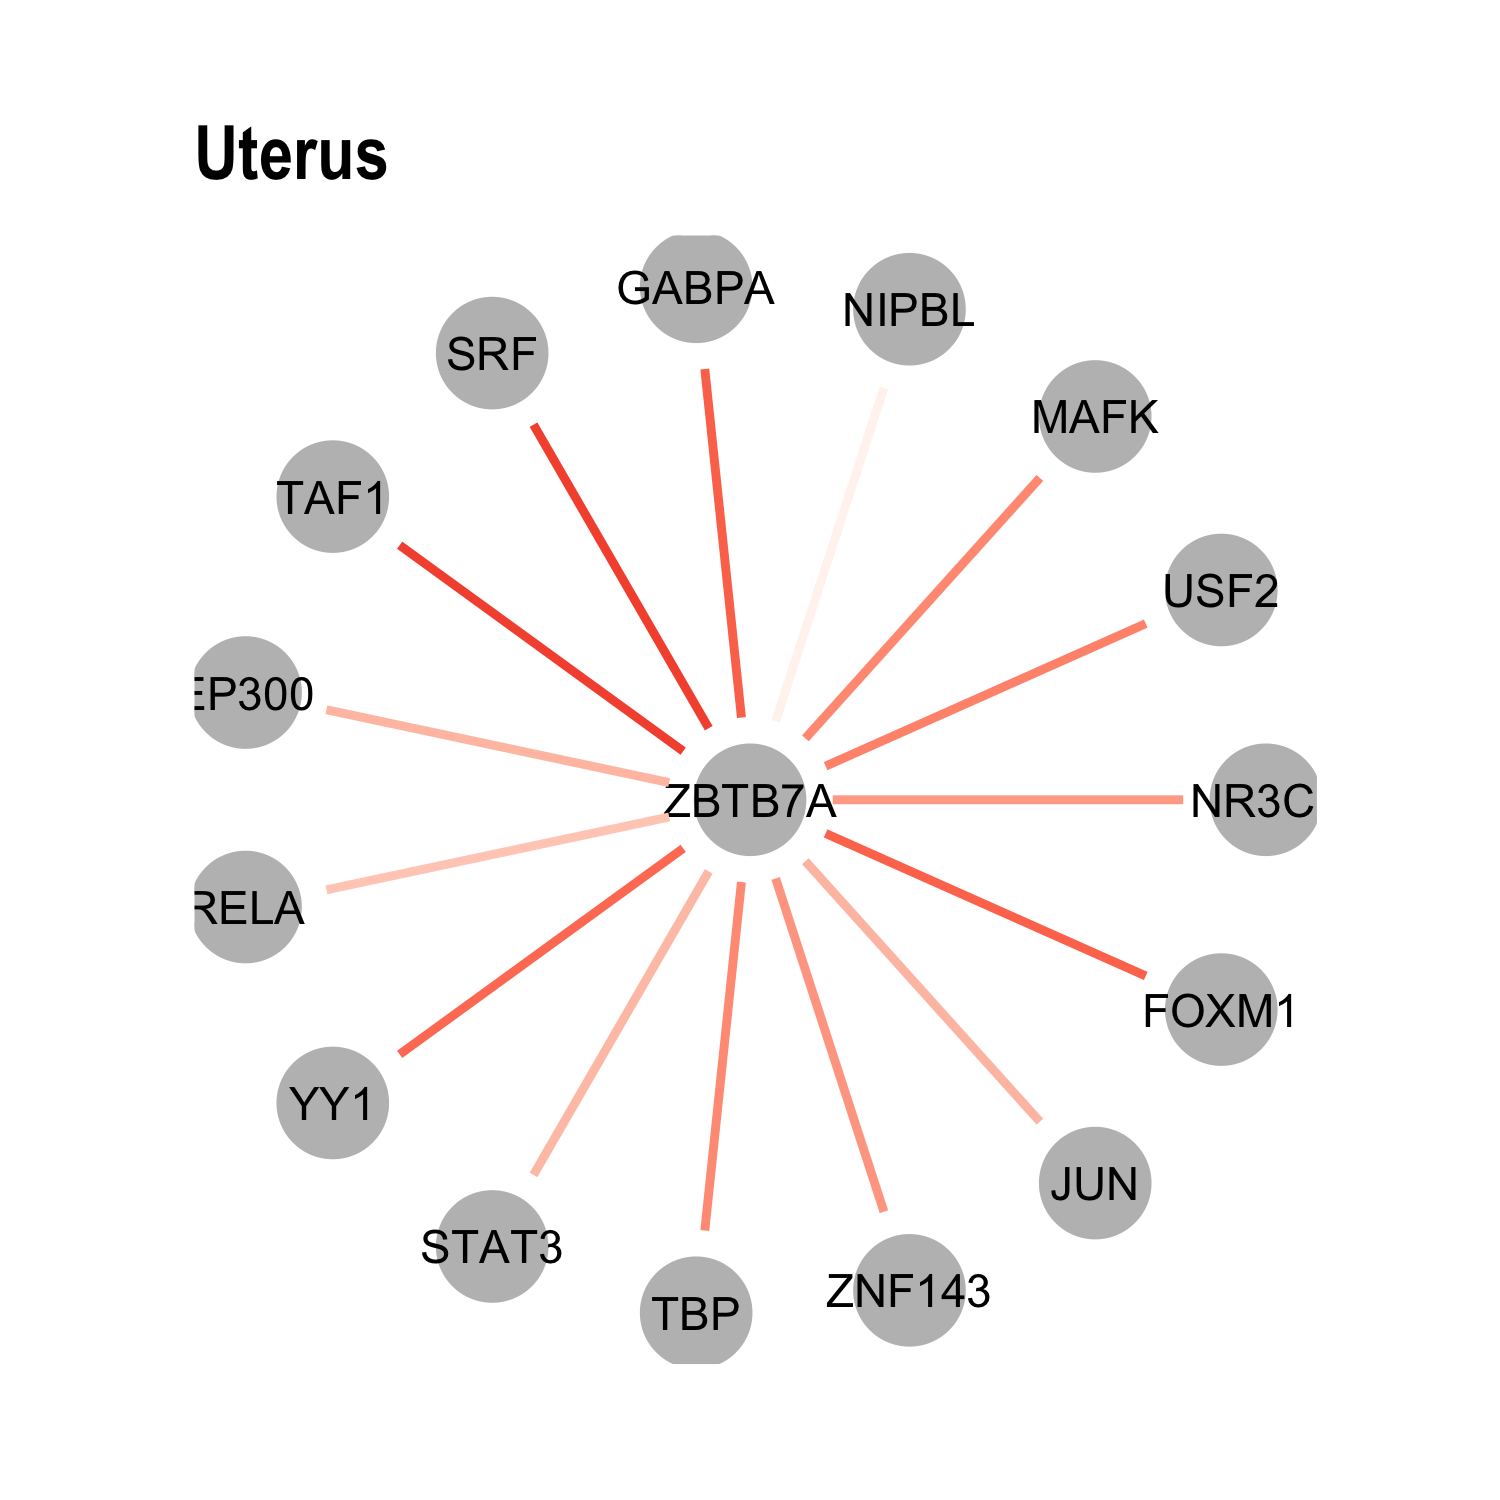 Uterus
GABPA
NIPBL
SRF
MAFK
TAF1
USF2
EP300
ZBTB7A
NR3C
RELA
FOXM1
YY1
JUN
STAT3
ZNF143
TBP